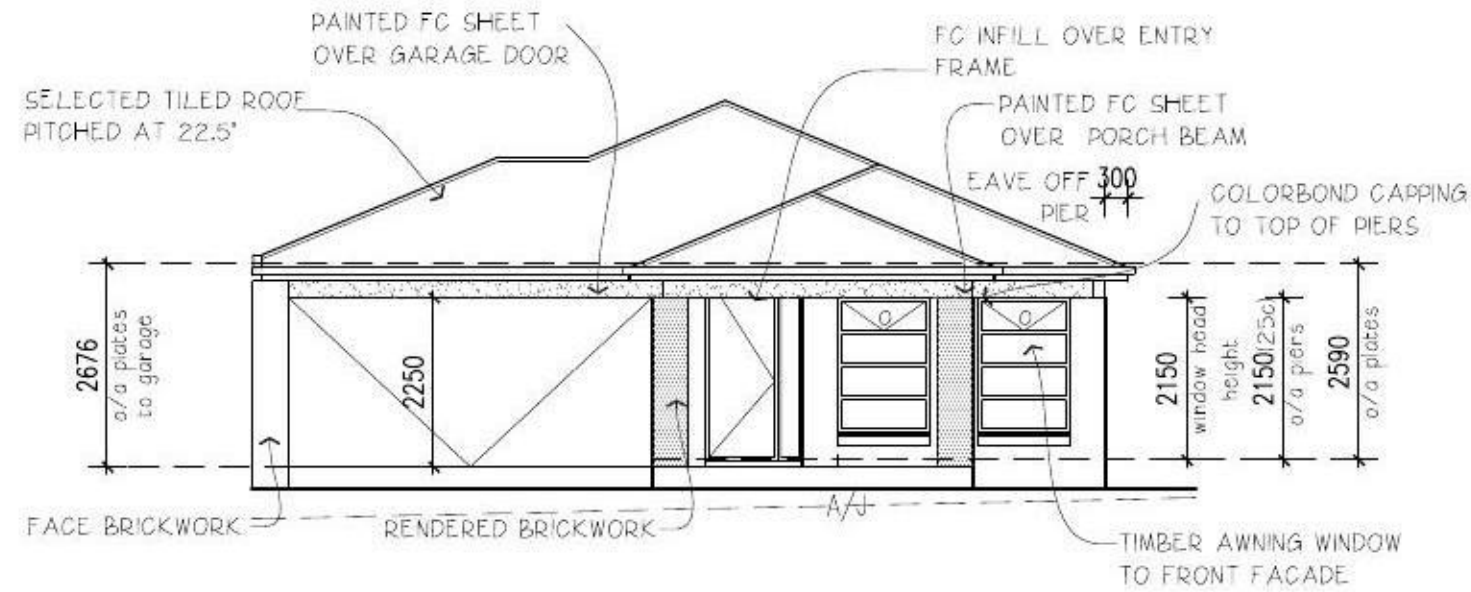 PAINTED FC SHEET
OVER GARAGE DOOR
FC INFILL OVER ENTRY
FRAME
SELECTED TILED ROOF
PITCHED AT 22.5°
PAINTED FC SHEET
OVER PORCH BEAM
EAVE OFF 300
PIER
COLORBOND CAPPING
TO TOP OF PIERS
2676
o/a plates
to garage
2250
2150
window head
height
2150(25c)
o/a piers
2590
o/a plates
O
O
A/J
FACE BRICKWORK
RENDERED BRICKWORK
TIMBER AWNING WINDOW
TO FRONT FACADE